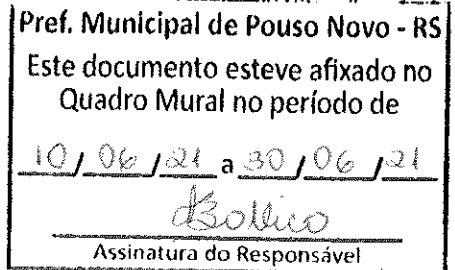 Pref. Municipal de Pouso Novo - RS
Este documento esteve afixado no
Quadro Mural no período de
10 / 06 / 21 a 30 / 06 / 21
Assinatura do Responsável